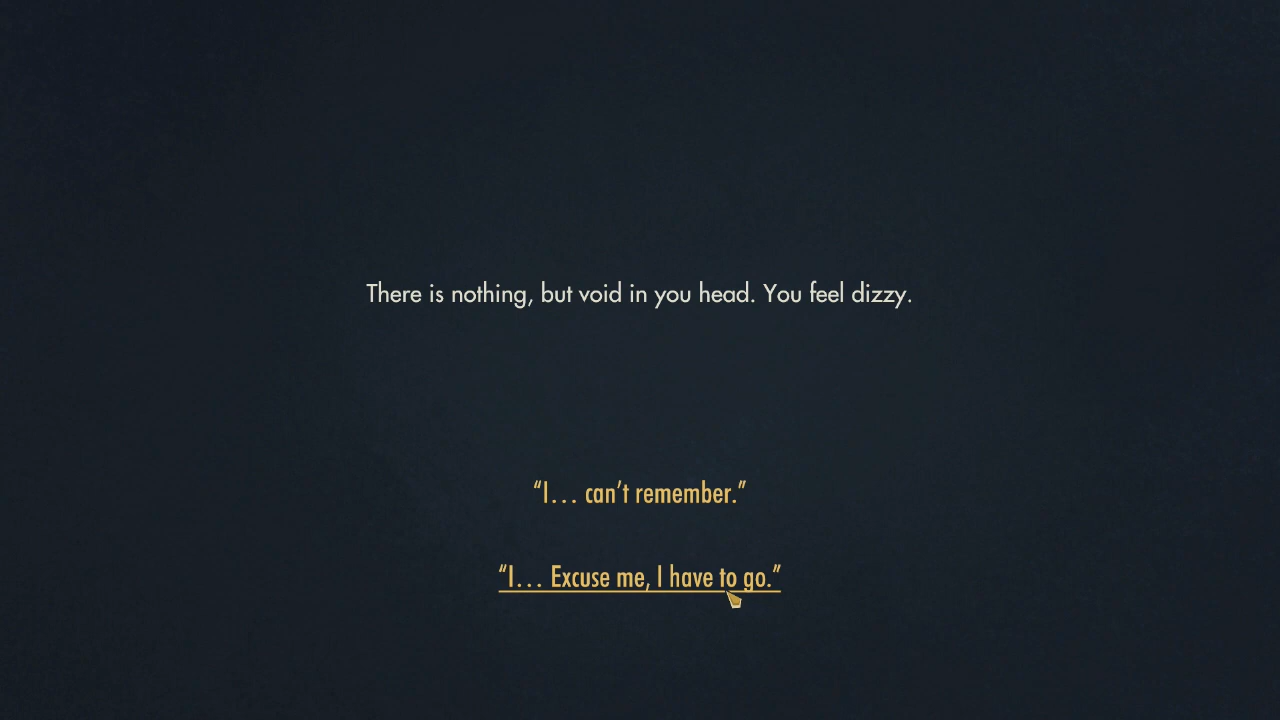 There is nothing, but void in you head. You feel dizzy.
“I… can’t remember.”
“I… Excuse me, I have to go.”